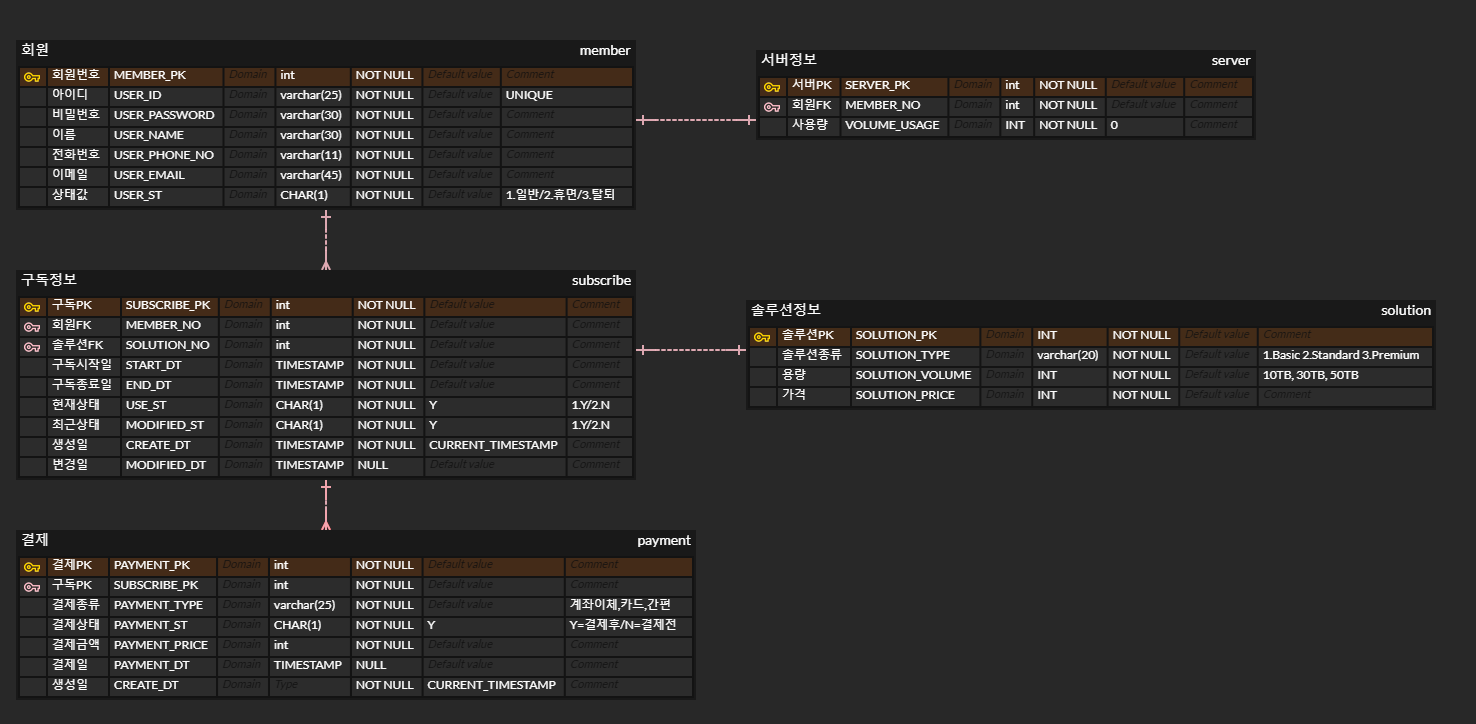 회원 member
회원번호 MEMBER_PK Domain int NOT NULL Default value Comment
아이디 USER_ID Domain varchar(25) NOT NULL Default value UNIQUE
비밀번호 USER_PASSWORD Domain varchar(30) NOT NULL Default value Comment
이름 USER_NAME Domain varchar(30) NOT NULL Default value Comment
전화번호 USER_PHONE_NO Domain varchar(11) NOT NULL Default value Comment
이메일 USER_EMAIL Domain varchar(45) NOT NULL Default value Comment
상태값 USER_ST Domain CHAR(1) NOT NULL Default value 1.일반/2.휴면/3.탈퇴
서버정보 server
서버PK SERVER_PK Domain int NOT NULL Default value Comment
회원FK MEMBER_NO Domain int NOT NULL Default value Comment
사용량 VOLUME_USAGE Domain INT NOT NULL 0 Comment
구독정보 subscribe
구독PK SUBSCRIBE_PK Domain int NOT NULL Default value Comment
회원FK MEMBER_NO Domain int NOT NULL Default value Comment
솔루션FK SOLUTION_NO Domain int NOT NULL Default value Comment
구독시작일 START_DT Domain TIMESTAMP NOT NULL Default value Comment
구독종료일 END_DT Domain TIMESTAMP NOT NULL Default value Comment
현재상태 USE_ST Domain CHAR(1) NOT NULL Y 1.Y/2.N
최근상태 MODIFIED_ST Domain CHAR(1) NOT NULL Y 1.Y/2.N
생성일 CREATE_DT Domain TIMESTAMP NOT NULL CURRENT_TIMESTAMP Comment
변경일 MODIFIED_DT Domain TIMESTAMP NULL Default value Comment
솔루션정보 solution
솔루션PK SOLUTION_PK Domain INT NOT NULL Default value Comment
솔루션종류 SOLUTION_TYPE Domain varchar(20) NOT NULL Default value 1.Basic 2.Standard 3.Premium
용량 SOLUTION_VOLUME Domain INT NOT NULL Default value 10TB, 30TB, 50TB
가격 SOLUTION_PRICE Domain INT NOT NULL Default value Comment
결제 payment
결제PK PAYMENT_PK Domain int NOT NULL Default value Comment
구독PK SUBSCRIBE_PK Domain int NOT NULL Default value Comment
결제종류 PAYMENT_TYPE Domain varchar(25) NOT NULL Default value 계좌이체,카드,간편
결제상태 PAYMENT_ST Domain CHAR(1) NOT NULL Y Y=결제후/N=결제전
결제금액 PAYMENT_PRICE Domain int NOT NULL Default value Comment
결제일 PAYMENT_DT Domain TIMESTAMP NULL Default value Comment
생성일 CREATE_DT Domain Type NOT NULL CURRENT_TIMESTAMP Comment